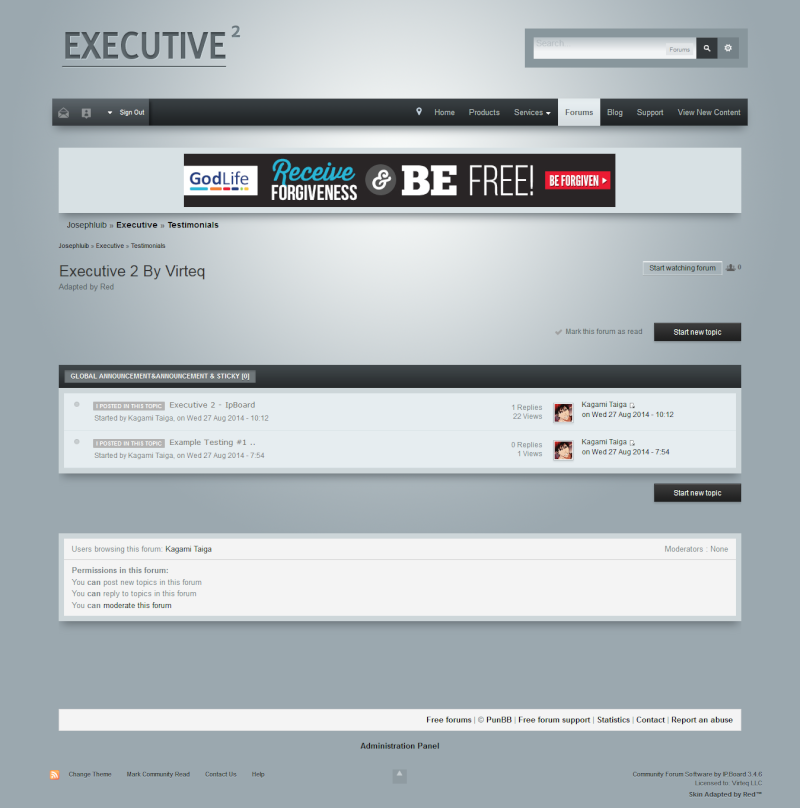 EXECUTIVE 2
Search...
Forums
Sign Out
Home Products Services Forums Blog Support View New Content
GodLife Receive FORGIVENESS & BE FREE! BE FORGIVEN
Josephluib » Executive » Testimonials
Josephluib » Executive » Testimonials
Executive 2 By Virteq
Start watching forum 0
Adapted by Red
Mark this forum as read Start new topic
GLOBAL ANNOUNCEMENT&ANNOUNCEMENT & STICKY [0]
I POSTED IN THIS TOPIC Executive 2 - IpBoard
Started by Kagami Taiga, on Wed 27 Aug 2014 - 10:12
1 Replies
22 Views
Kagami Taiga
on Wed 27 Aug 2014 - 10:12
I POSTED IN THIS TOPIC Example Testing #1 ..
Started by Kagami Taiga, on Wed 27 Aug 2014 - 7:54
0 Replies
1 Views
Kagami Taiga
on Wed 27 Aug 2014 - 7:54
Start new topic
Users browsing this forum: Kagami Taiga Moderators : None
Permissions in this forum:
You can post new topics in this forum
You can reply to topics in this forum
You can moderate this forum
Free forums | © PunBB | Free forum support | Statistics | Contact | Report an abuse
Administration Panel
Change Theme Mark Community Read Contact Us Help
Community Forum Software by IP.Board 3.4.6
Licensed to: Virteq LLC
Skin Adapted by Red™